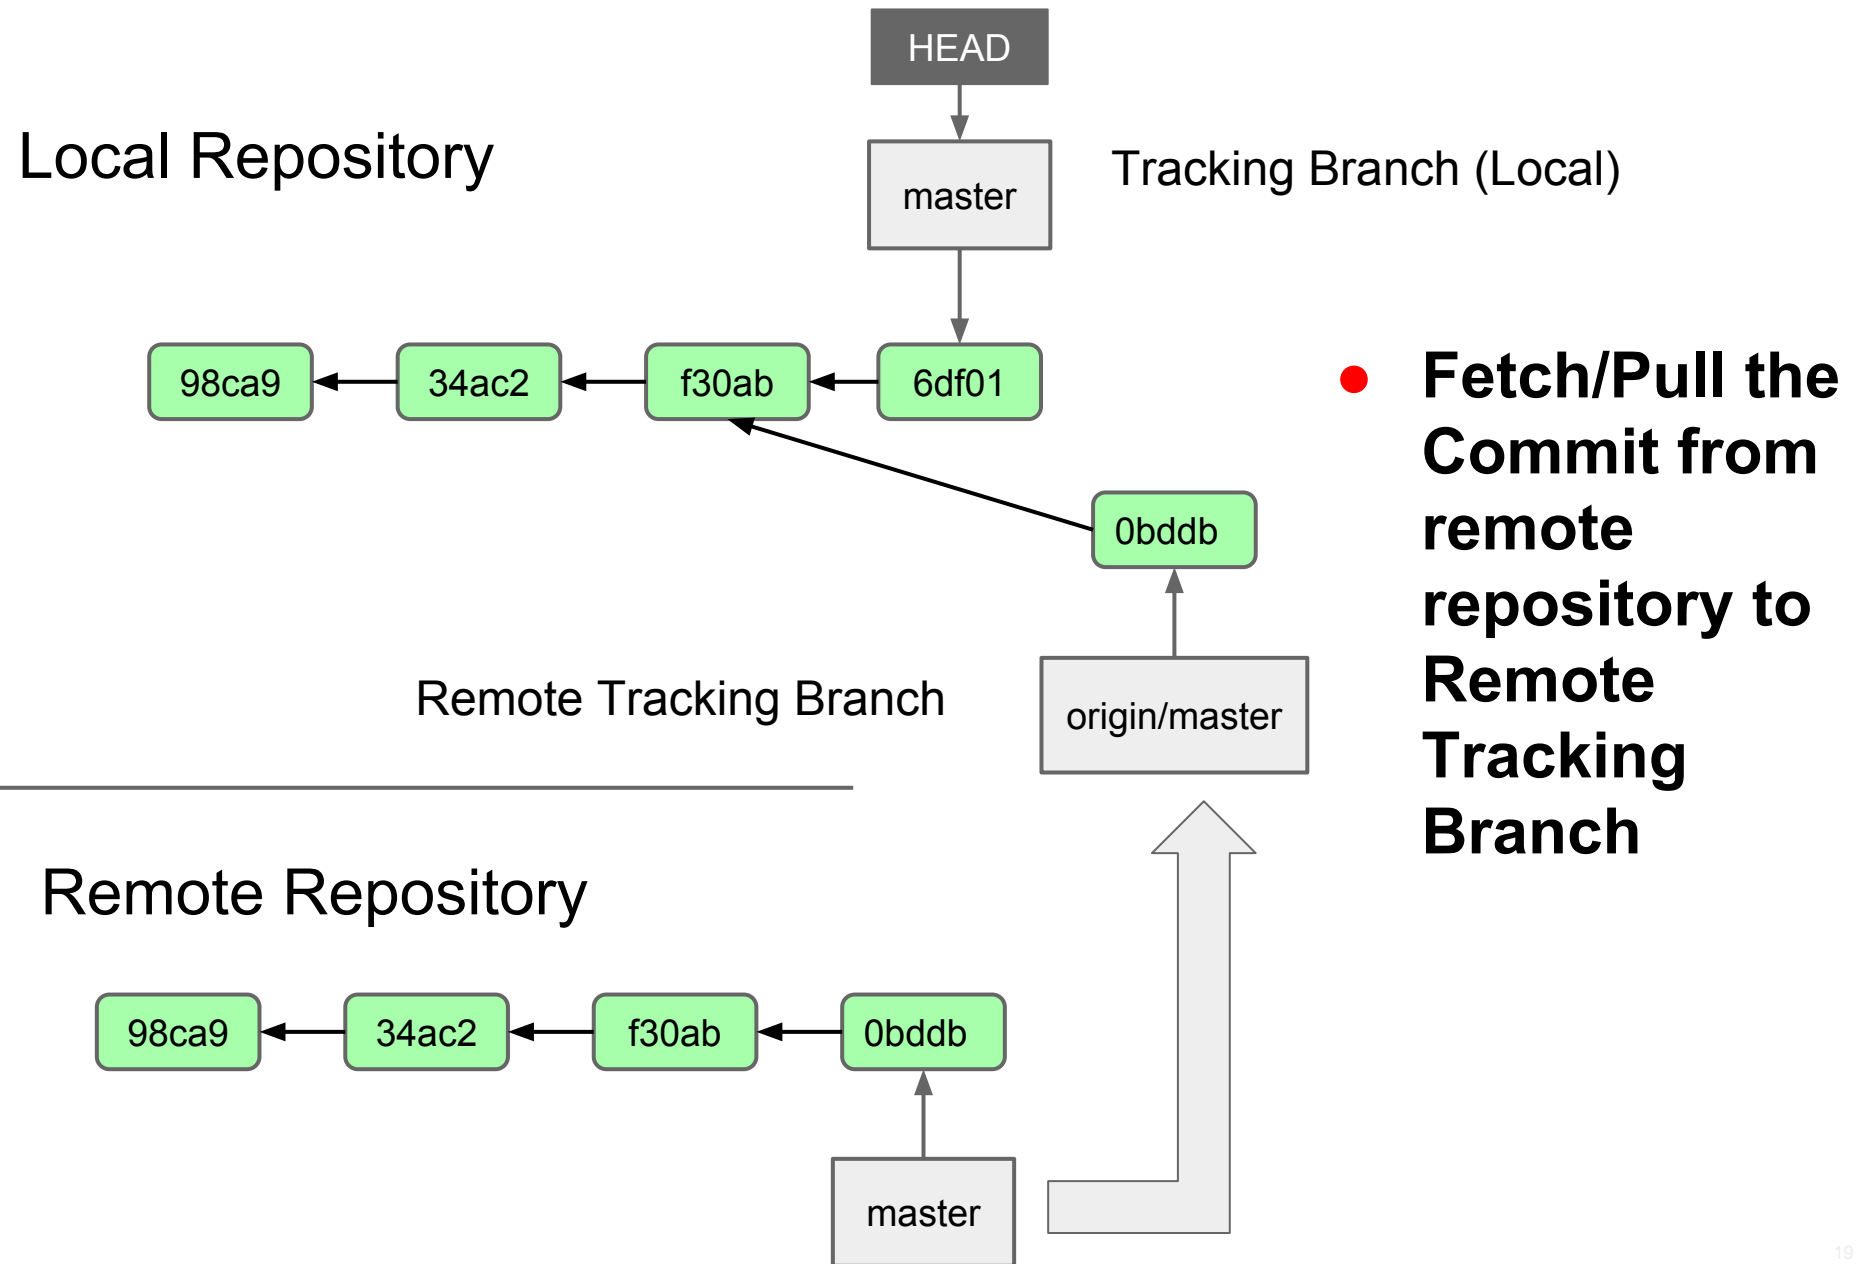 HEAD
Local Repository
Tracking Branch (Local)
master
98ca9
34ac2
f30ab
6df01
0bddb
● Fetch/Pull the
Commit from
remote
repository to
Remote
Tracking
Branch
Remote Tracking Branch
origin/master
Remote Repository
98ca9
34ac2
f30ab
0bddb
master
19